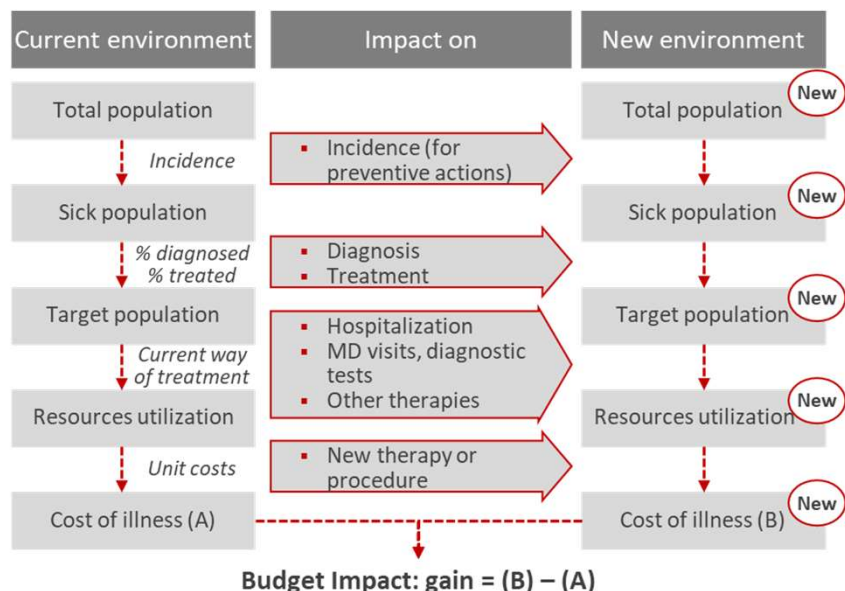 Current environment
Impact on
New environment
Total population
New
Total population
Incidence
▪ Incidence (for
preventive actions)
Sick population
New
Sick population
% diagnosed
% treated
▪ Diagnosis
▪ Treatment
Target population
New
Target population
Current way
of treatment
▪ Hospitalization
▪ MD visits, diagnostic
tests
▪ Other therapies
Resources utilization
New
Resources utilization
Unit costs
▪ New therapy or
procedure
Cost of illness (A)
New
Cost of illness (B)
Budget Impact: gain = (B) – (A)